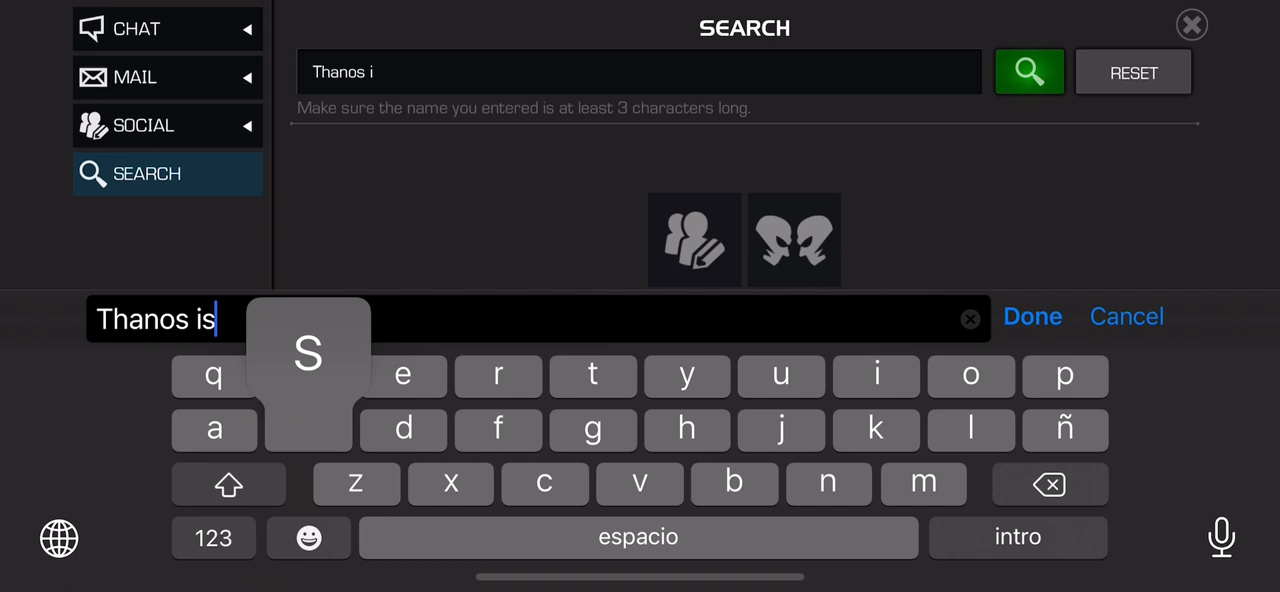 CHAT
MAIL
SOCIAL
SEARCH
SEARCH
Thanos i
RESET
Make sure the name you entered is at least 3 characters long.
Thanos is
Done
Cancel
S
q e r t y u i o p
a d f g h j k l ñ
z x c v b n m
123
espacio
intro